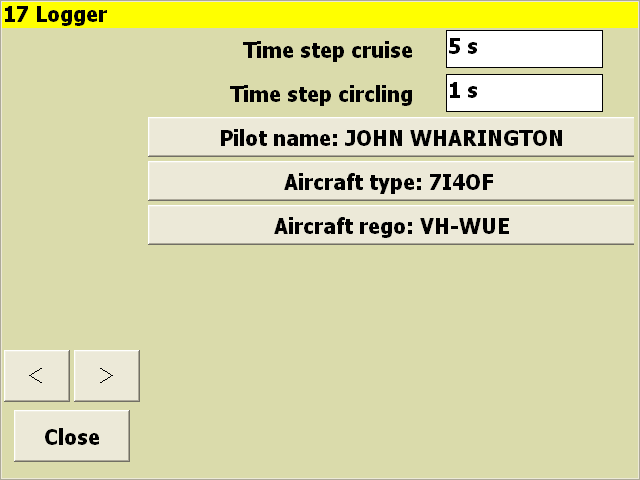 17 Logger
Time step cruise 5 s
Time step circling 1 s
Pilot name: JOHN WHARINGTON
Aircraft type: 7I4OF
Aircraft rego: VH-WUE
< >
Close